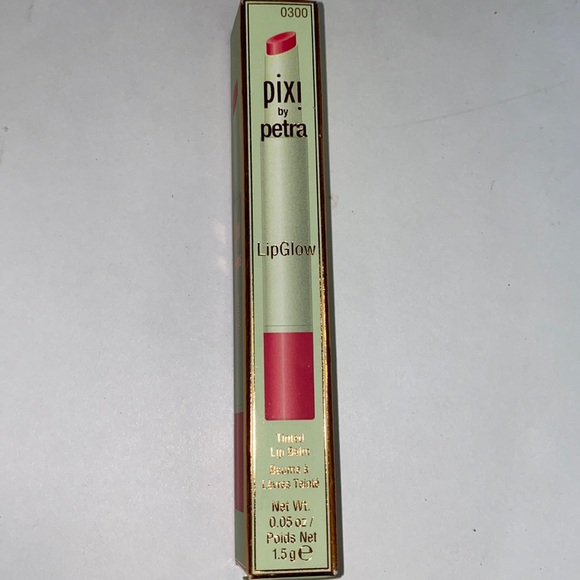 0300
pixi
by
petra
LipGlow
Tinted
Lip Balm
Baume à
Lèvres Teinté
Net Wt.
0.05 oz /
Poids Net
1.5 g ℮